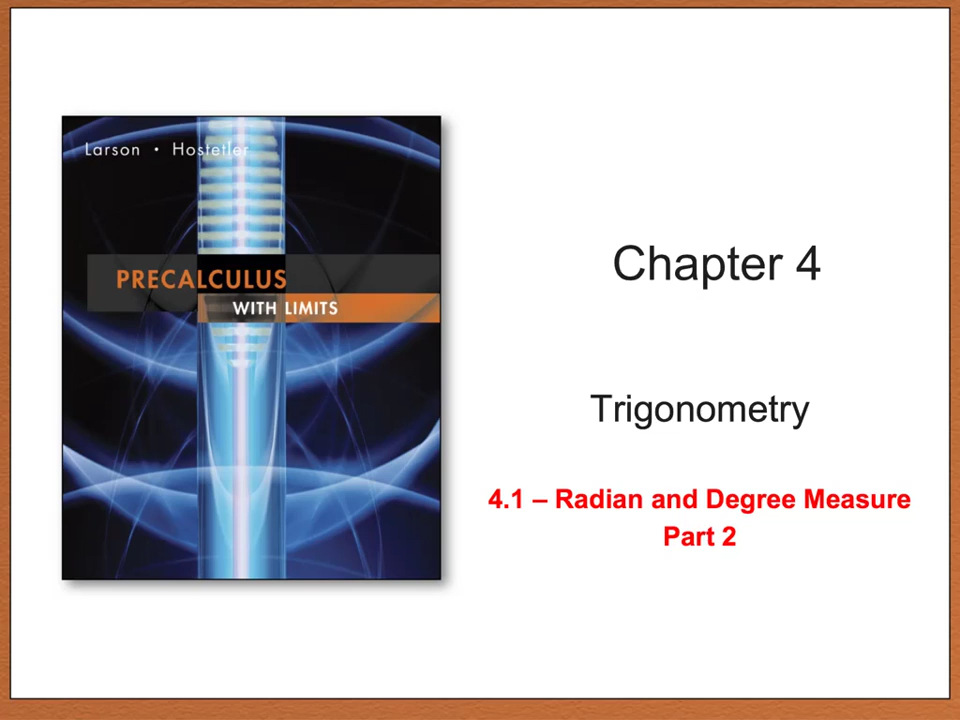 Larson • Hostetler
PRECALCULUS
WITH LIMITS
Chapter 4
Trigonometry
4.1 – Radian and Degree Measure
Part 2